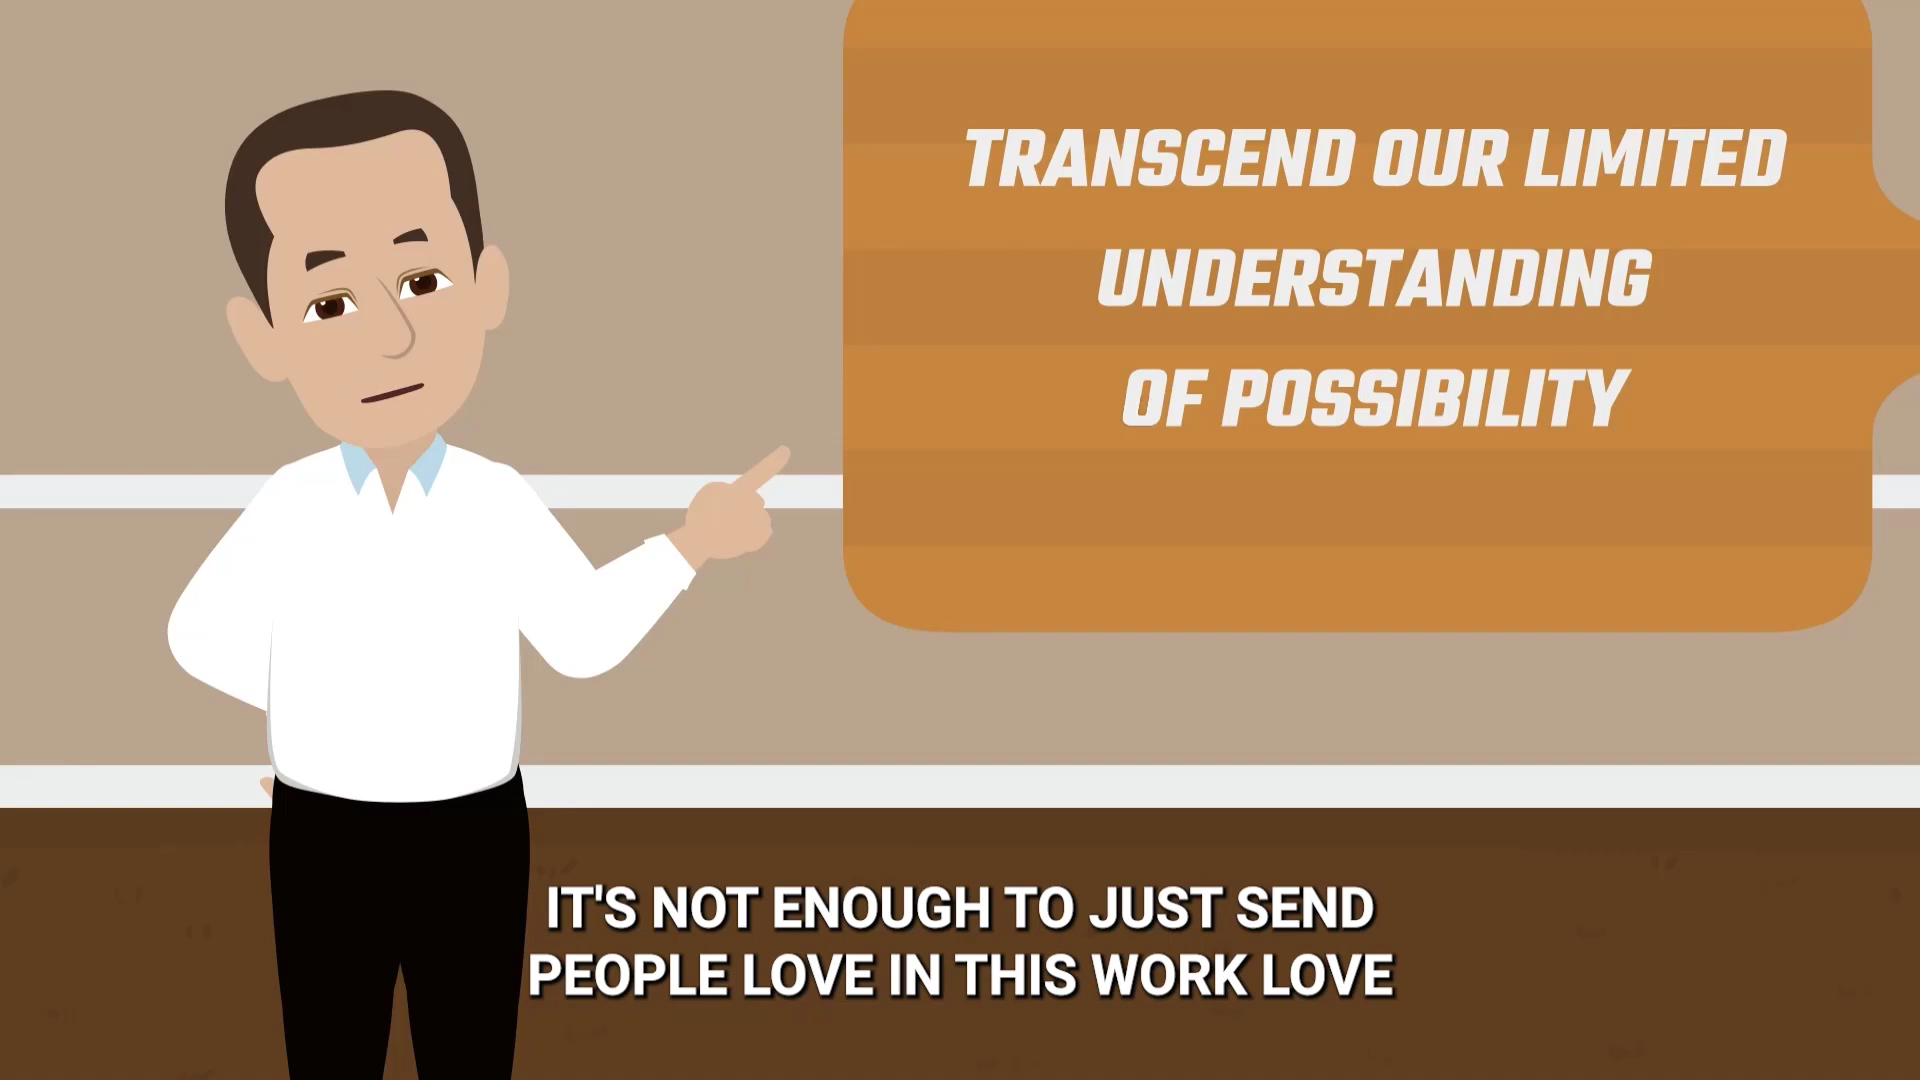 TRANSCEND OUR LIMITED
UNDERSTANDING
OF POSSIBILITY
IT'S NOT ENOUGH TO JUST SEND
PEOPLE LOVE IN THIS WORK LOVE